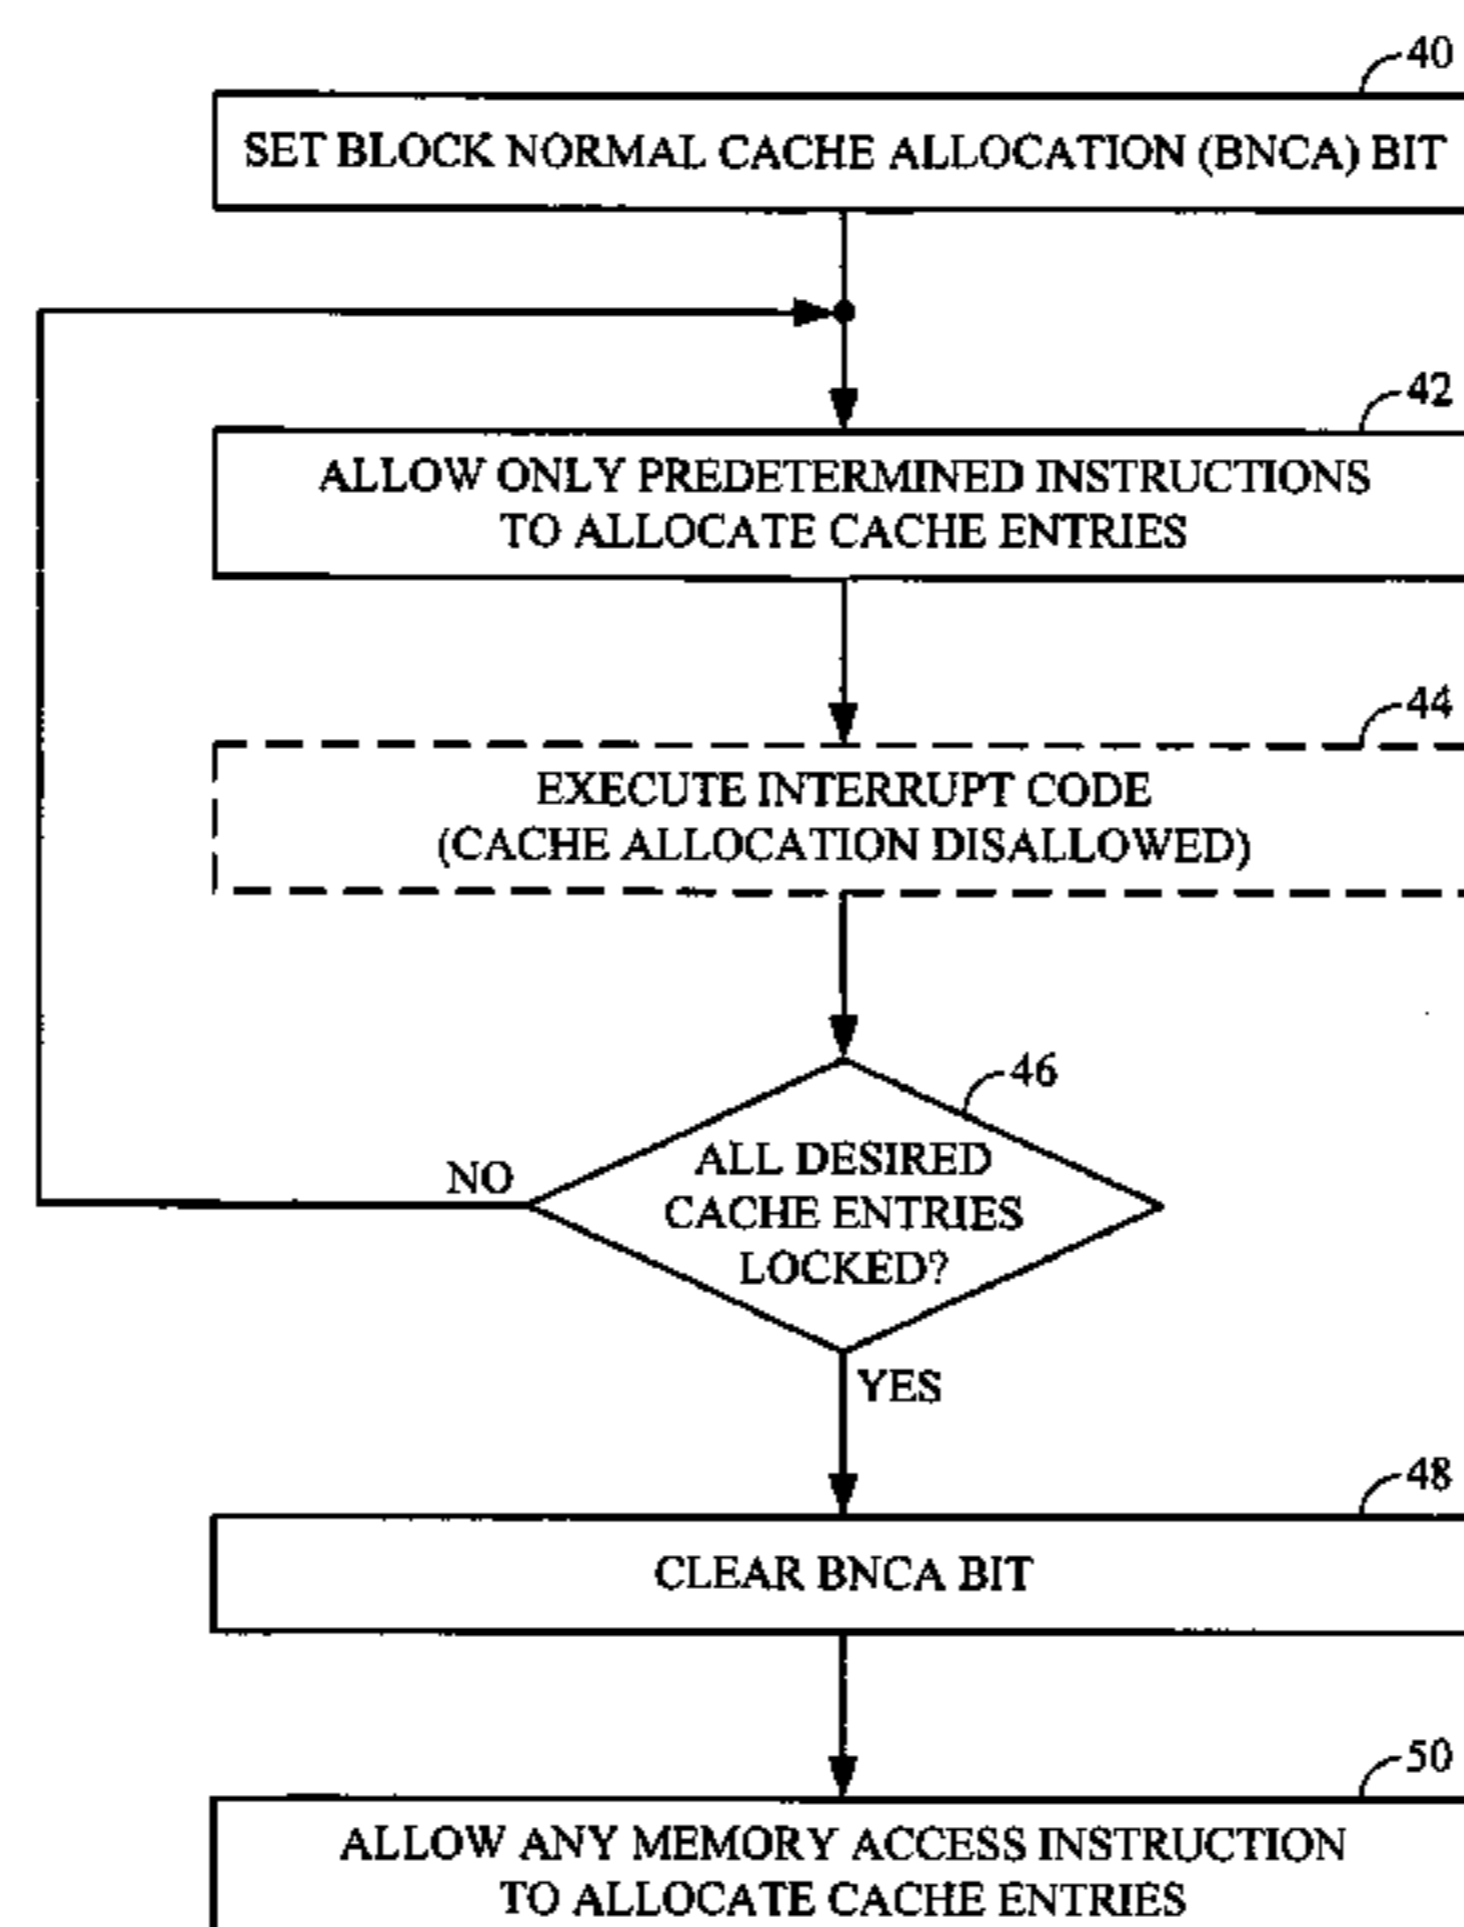 40
SET BLOCK NORMAL CACHE ALLOCATION (BNCA) BIT
42
ALLOW ONLY PREDETERMINED INSTRUCTIONS
TO ALLOCATE CACHE ENTRIES
44
EXECUTE INTERRUPT CODE
(CACHE ALLOCATION DISALLOWED)
46
ALL DESIRED
CACHE ENTRIES
LOCKED?
NO
YES
48
CLEAR BNCA BIT
50
ALLOW ANY MEMORY ACCESS INSTRUCTION
TO ALLOCATE CACHE ENTRIES